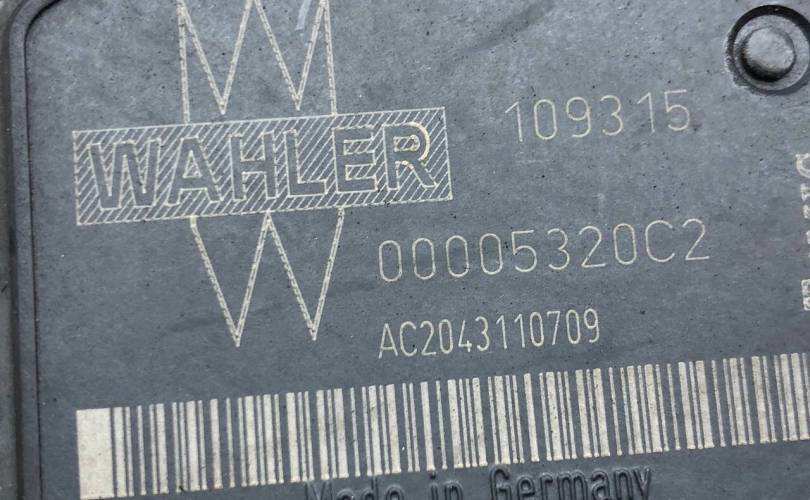 WAHLER
109315
00005320C2
AC2043110709
Made in Germany